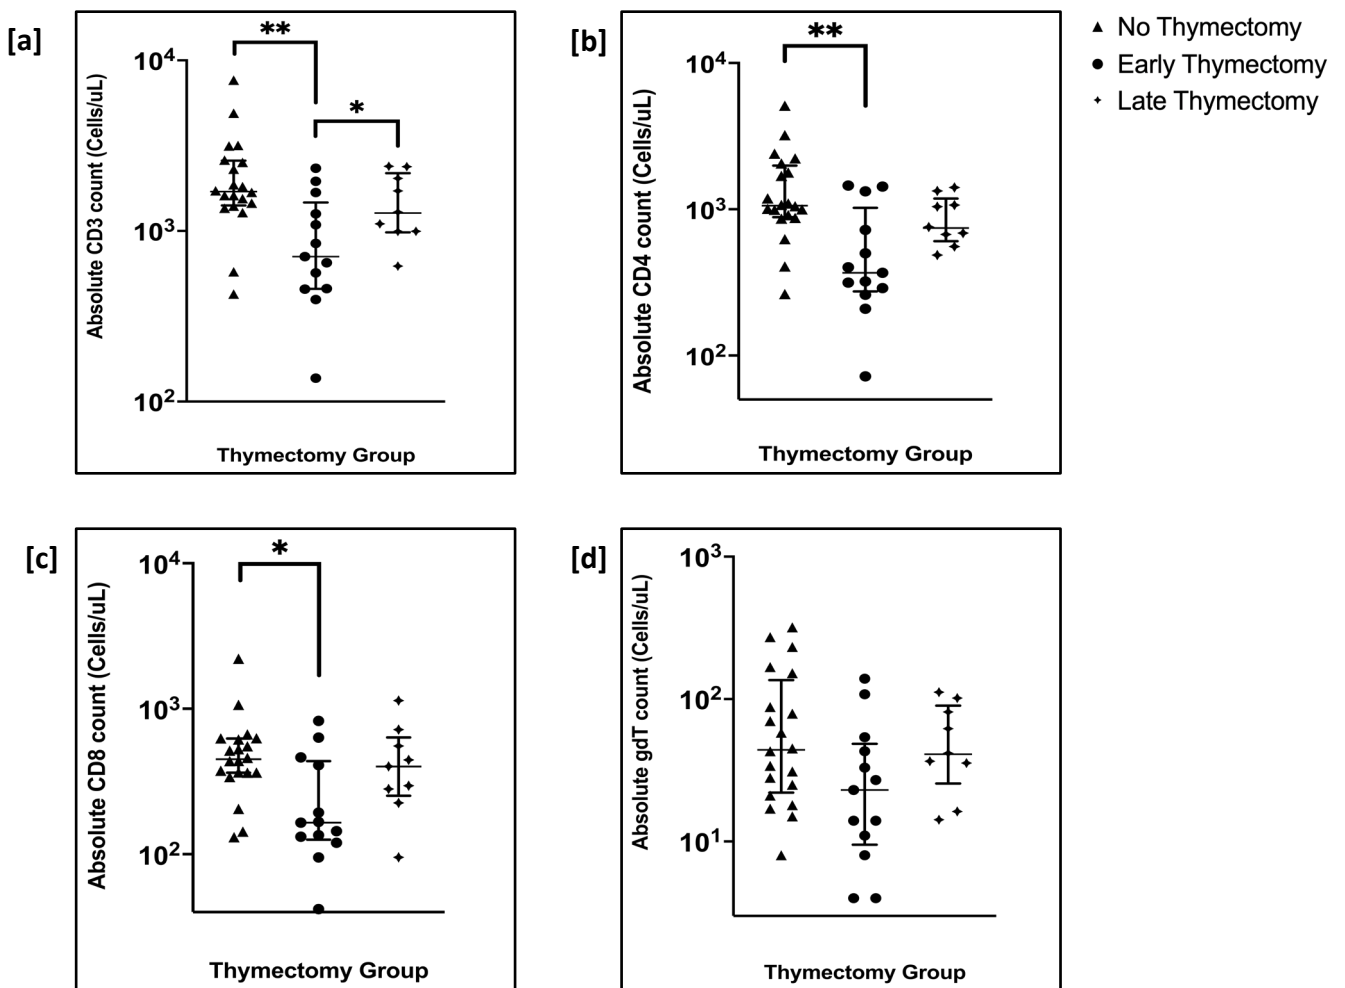 [a]
**
*
10⁴
10³
10²
Absolute CD3 count (Cells/uL)
Thymectomy Group
[b]
**
10⁴
10³
10²
Absolute CD4 count (Cells/uL)
Thymectomy Group
No Thymectomy
Early Thymectomy
Late Thymectomy
[c]
*
10⁴
10³
10²
Absolute CD8 count (Cells/uL)
Thymectomy Group
[d]
10³
10²
10¹
Absolute gdT count (Cells/uL)
Thymectomy Group